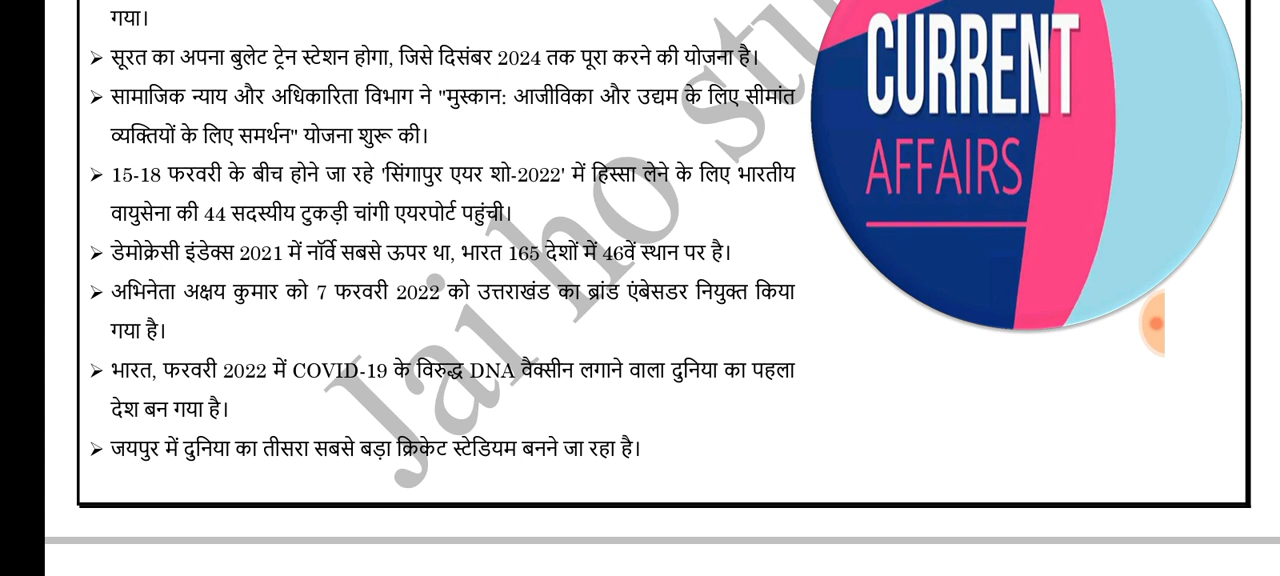 गया।
➢ सूरत का अपना बुलेट ट्रेन स्टेशन होगा, जिसे दिसंबर 2024 तक पूरा करने की योजना है।
➢ सामाजिक न्याय और अधिकारिता विभाग ने "मुस्कान: आजीविका और उद्यम के लिए सीमांत
व्यक्तियों के लिए समर्थन" योजना शुरू की।
➢ 15-18 फरवरी के बीच होने जा रहे 'सिंगापुर एयर शो-2022' में हिस्सा लेने के लिए भारतीय
वायुसेना की 44 सदस्यीय टुकड़ी चांगी एयरपोर्ट पहुंची।
➢ डेमोक्रेसी इंडेक्स 2021 में नॉर्वे सबसे ऊपर था, भारत 165 देशों में 46वें स्थान पर है।
➢ अभिनेता अक्षय कुमार को 7 फरवरी 2022 को उत्तराखंड का ब्रांड एंबेसडर नियुक्त किया
गया है।
➢ भारत, फरवरी 2022 में COVID-19 के विरुद्ध DNA वैक्सीन लगाने वाला दुनिया का पहला
देश बन गया है।
➢ जयपुर में दुनिया का तीसरा सबसे बड़ा क्रिकेट स्टेडियम बनने जा रहा है।
CURRENT
AFFAIRS
Jai ho stu